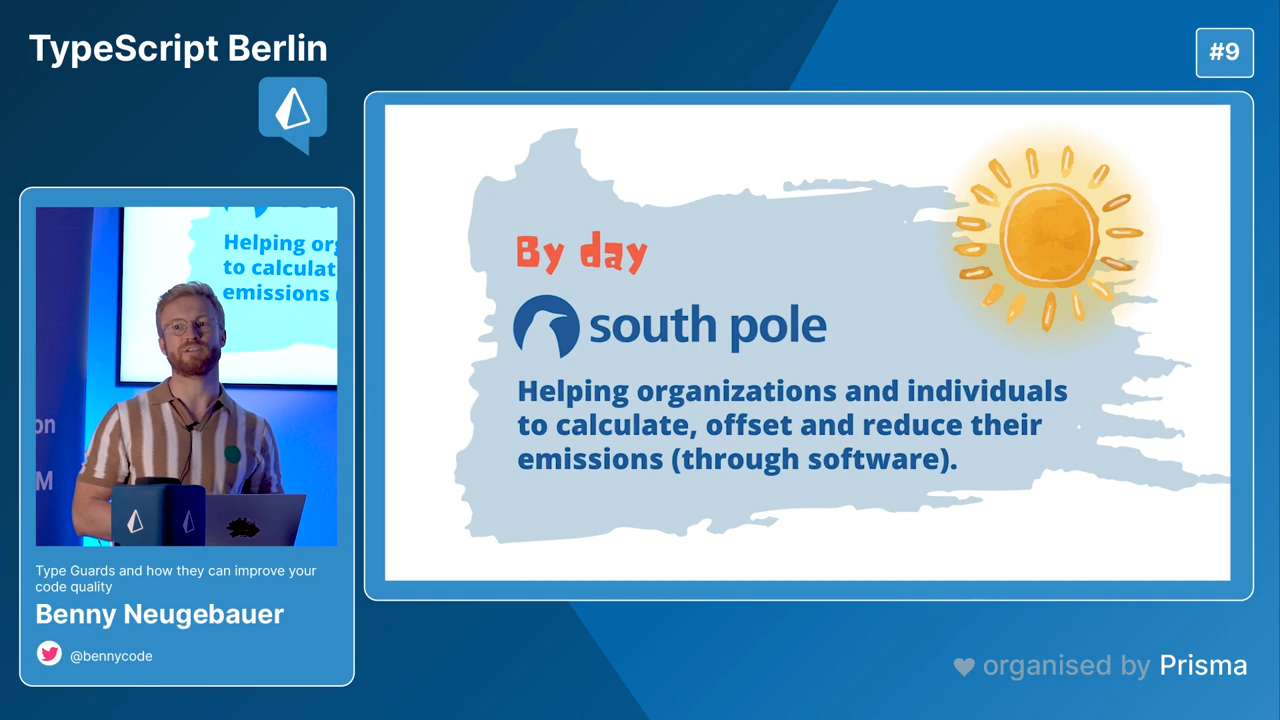 TypeScript Berlin
#9
Helping org
to calculat
emissions
on
M
By day
south pole
Helping organizations and individuals
to calculate, offset and reduce their
emissions (through software).
Type Guards and how they can improve your
code quality
Benny Neugebauer
@bennycode
organised by Prisma